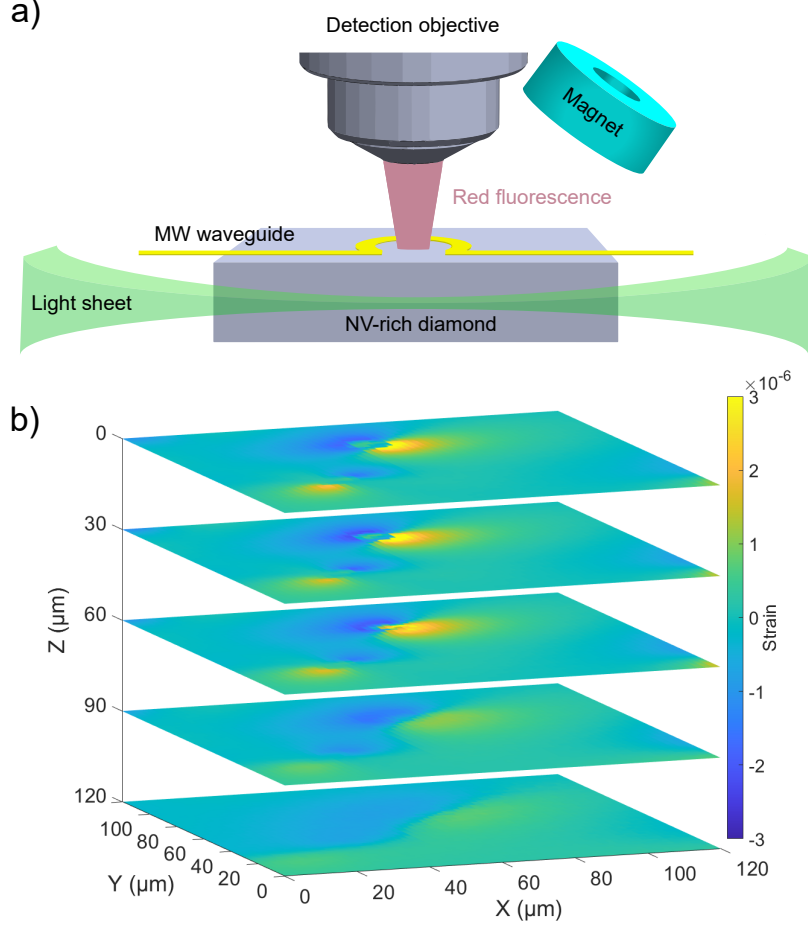 a)
Detection objective
Magnet
Red fluorescence
MW waveguide
Light sheet
NV-rich diamond
b)
×10⁻⁶
0
30
60
90
120
Z (µm)
100
80
60
40
20
0
Y (µm)
0
20
40
60
80
100
120
X (µm)
3
2
1
0
-1
-2
-3
Strain